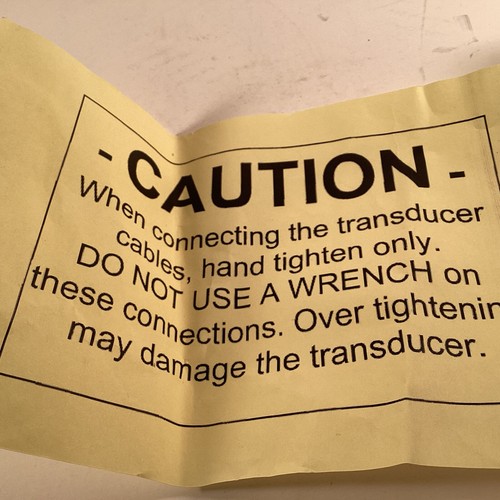 - CAUTION -
When connecting the transducer
cables, hand tighten only.
DO NOT USE A WRENCH on
these connections. Over tightenin
may damage the transducer.